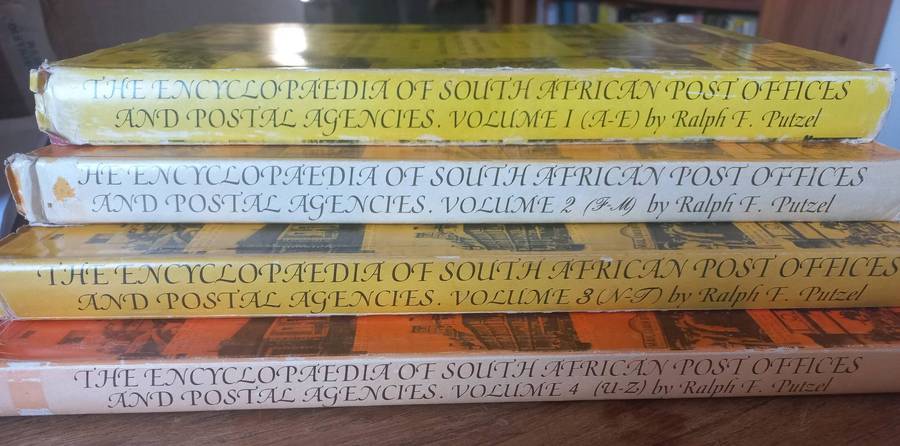 THE ENCYCLOPAEDIA OF SOUTH AFRICAN POST OFFICES
AND POSTAL AGENCIES. VOLUME 1 (A-E) by Ralph F. Putzel
HE ENCYCLOPAEDIA OF SOUTH AFRICAN POST OFFICES
AND POSTAL AGENCIES. VOLUME 2 (F-M) by Ralph F. Putzel
THE ENCYCLOPAEDIA OF SOUTH AFRICAN POST OFFICES
AND POSTAL AGENCIES. VOLUME 3 (N-T) by Ralph F. Putzel
THE ENCYCLOPAEDIA OF SOUTH AFRICAN POST OFFICES
AND POSTAL AGENCIES. VOLUME 4 (U-Z) by Ralph F. Putzel